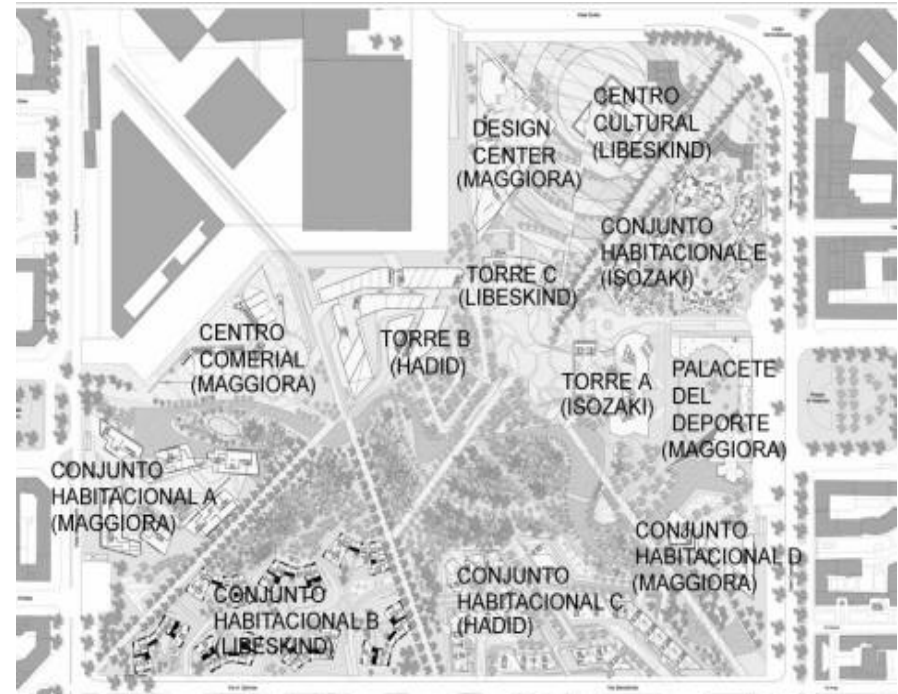 DESIGN
CENTER
(MAGGIORA)
CENTRO
CULTURAL
(LIBESKIND)
CONJUNTO
HABITACIONAL E
(ISOZAKI)
TORRE C
(LIBESKIND)
CENTRO
COMERIAL
(MAGGIORA)
TORRE B
(HADID)
TORRE A
(ISOZAKI)
PALACETE
DEL
DEPORTE
(MAGGIORA)
CONJUNTO
HABITACIONAL A
(MAGGIORA)
CONJUNTO
HABITACIONAL B
(LIBESKIND)
CONJUNTO
HABITACIONAL C
(HADID)
CONJUNTO
HABITACIONAL D
(MAGGIORA)